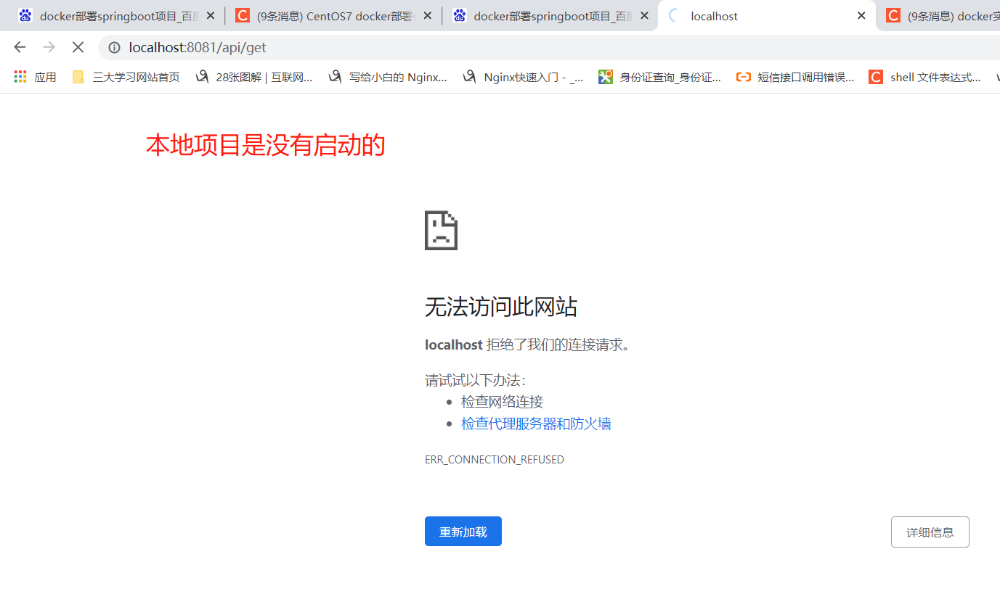 docker部署springboot项目_百度
(9条消息) CentOS7 docker部署
docker部署springboot项目_百度
localhost
(9条消息) docker实
localhost:8081/api/get
应用
三大学习网站首页
28张图解 | 互联网...
写给小白的 Nginx...
Nginx快速入门 - _...
身份证查询_身份证...
短信接口调用错误...
shell 文件表达式...
本地项目是没有启动的
无法访问此网站
localhost 拒绝了我们的连接请求。
请试试以下办法：
检查网络连接
检查代理服务器和防火墙
ERR_CONNECTION_REFUSED
重新加载
详细信息